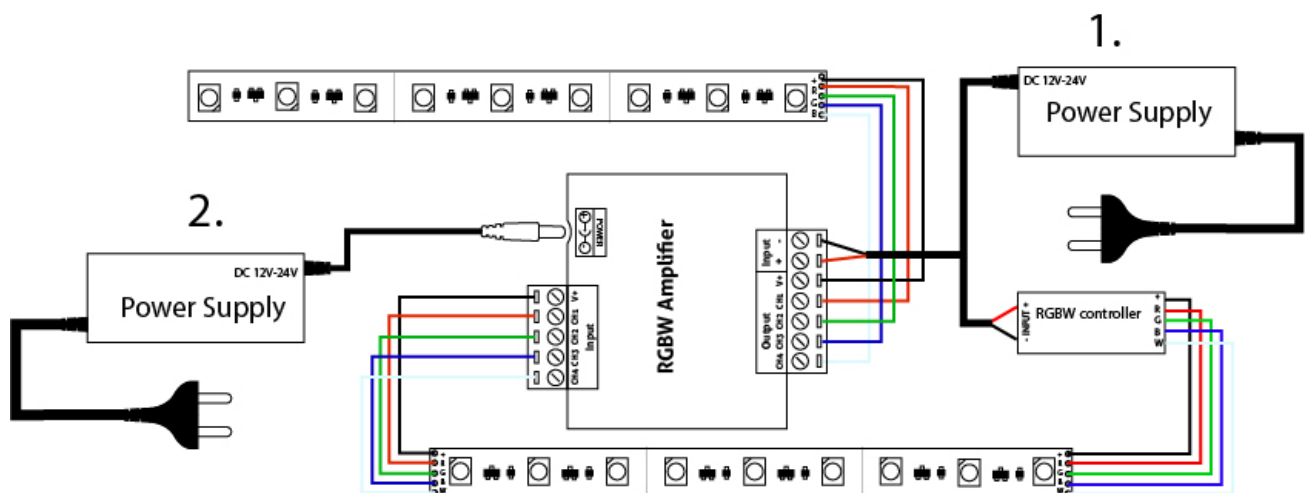 1.
DC 12V-24V
Power Supply
+
R
G
B
2.
DC 12V-24V
Power Supply
POWER
RGBW Amplifier
Input
-
+
Output
V+
CH1
CH2
CH3
CH4
Input
V+
CH1
CH2
CH3
CH4
- INPUT +
RGBW controller
+
R
G
B
W
+
R
G
B
W
+
R
G
B
W